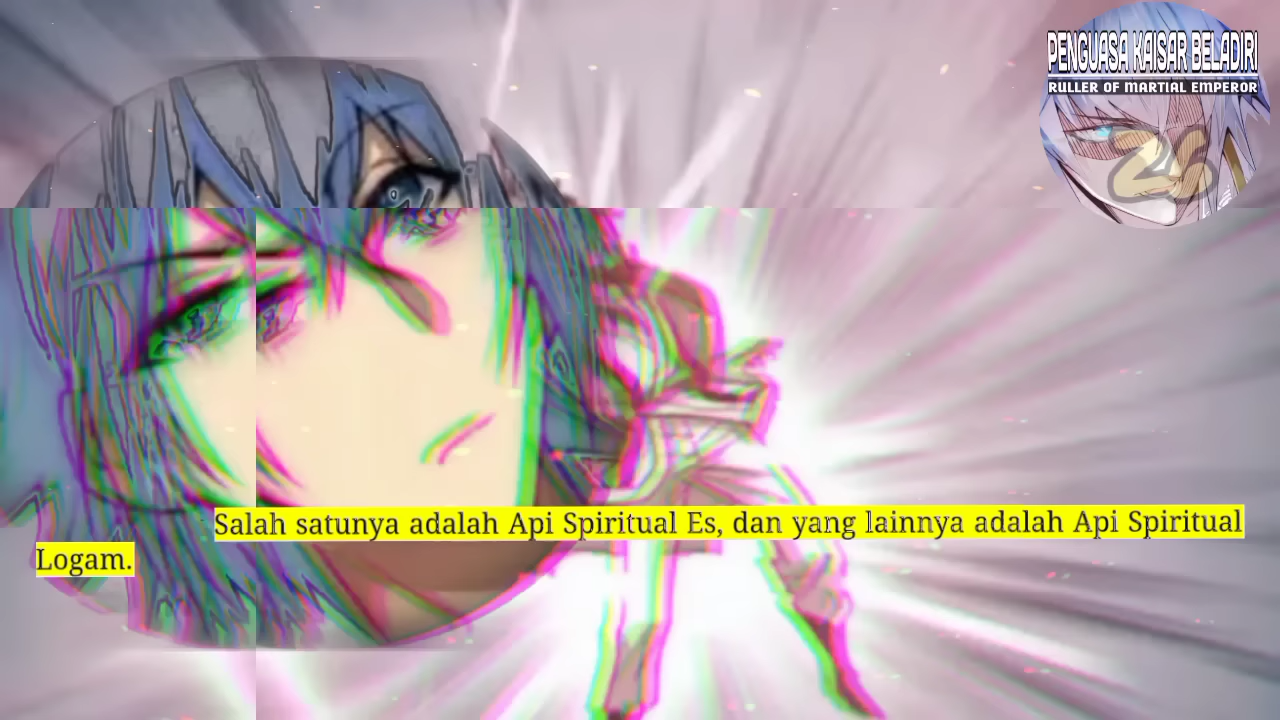 PENGUASA KAISAR BELADIRI
RULLER OF MARTIAL EMPEROR
Salah satunya adalah Api Spiritual Es, dan yang lainnya adalah Api Spiritual
Logam.